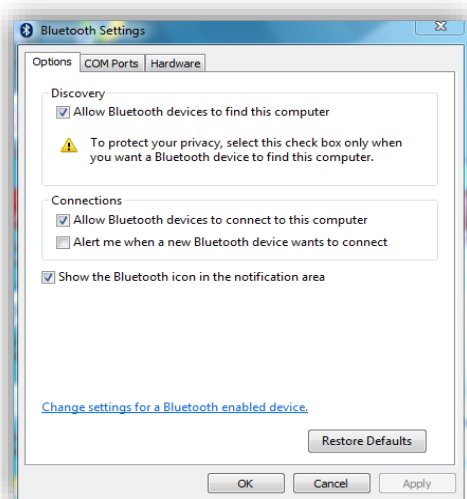 Bluetooth Settings
Options COM Ports Hardware
Discovery
Allow Bluetooth devices to find this computer
To protect your privacy, select this check box only when
you want a Bluetooth device to find this computer.
Connections
Allow Bluetooth devices to connect to this computer
Alert me when a new Bluetooth device wants to connect
Show the Bluetooth icon in the notification area
Change settings for a Bluetooth enabled device.
Restore Defaults
OK Cancel Apply